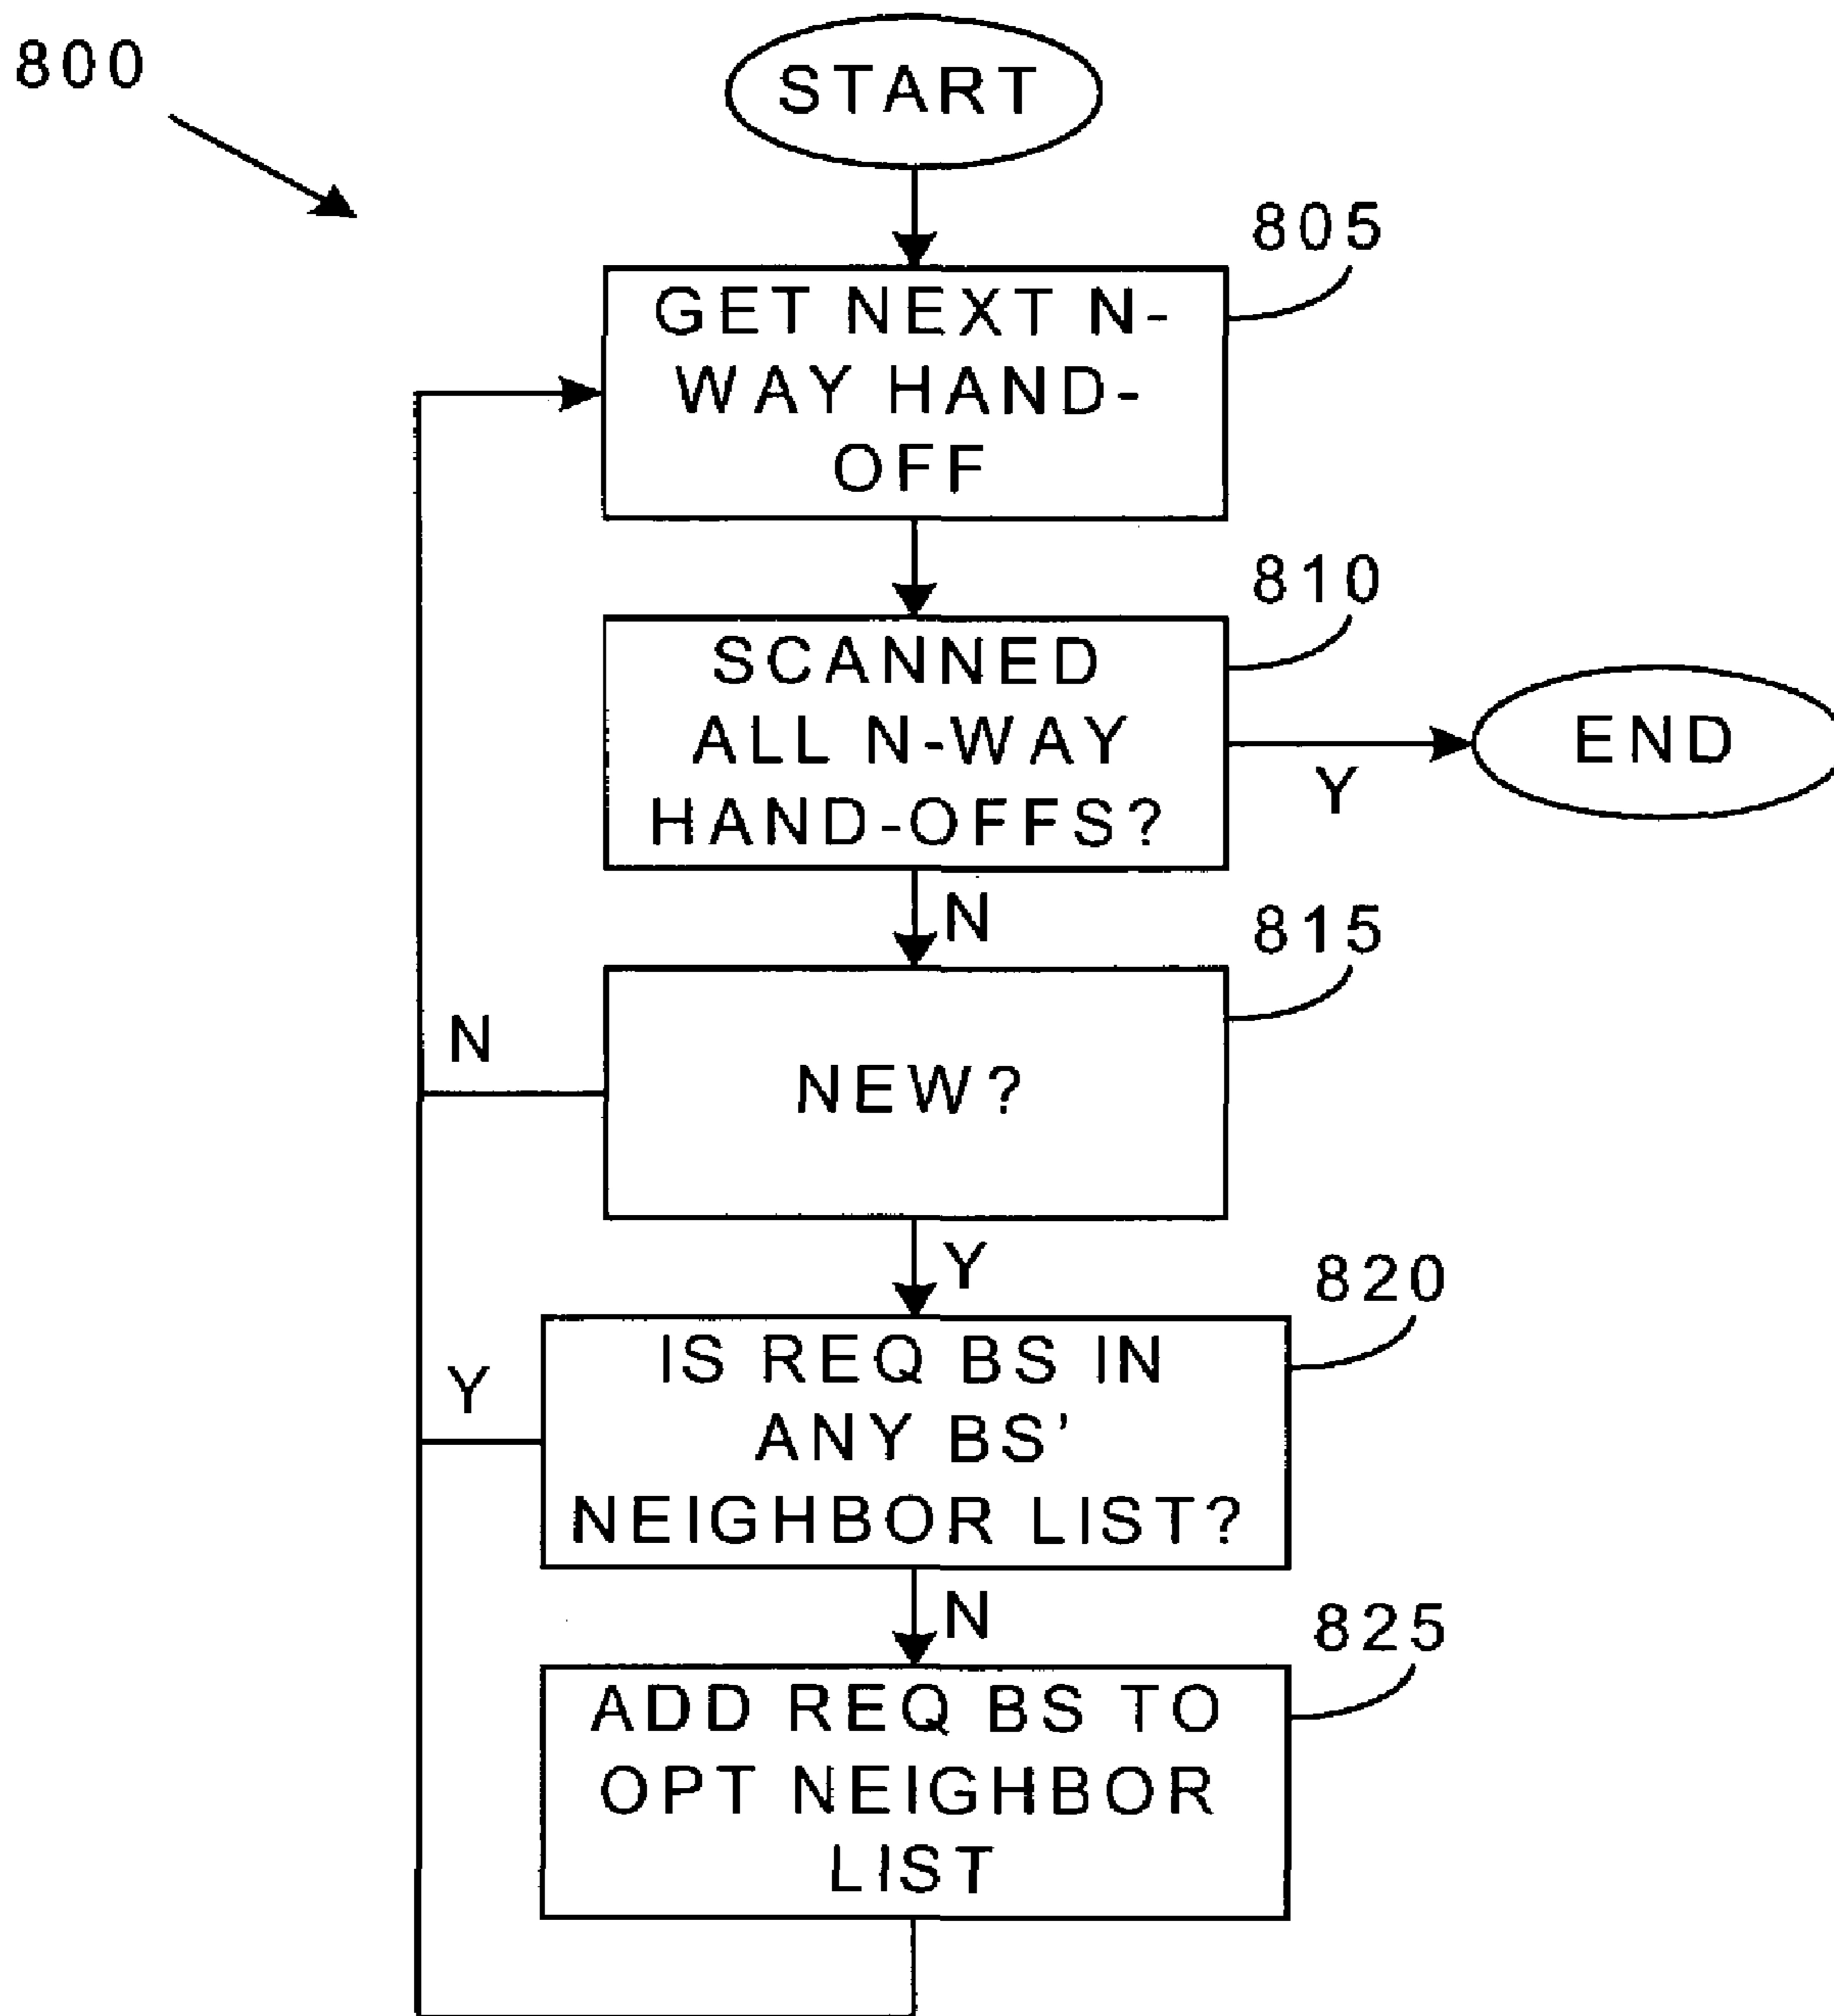 800
START
805
GET NEXT N-
WAY HAND-
OFF
810
SCANNED
ALL N-WAY
HAND-OFFS?
Y
END
N
815
N
NEW?
Y
820
Y
IS REQ BS IN
ANY BS'
NEIGHBOR LIST?
N
825
ADD REQ BS TO
OPT NEIGHBOR
LIST